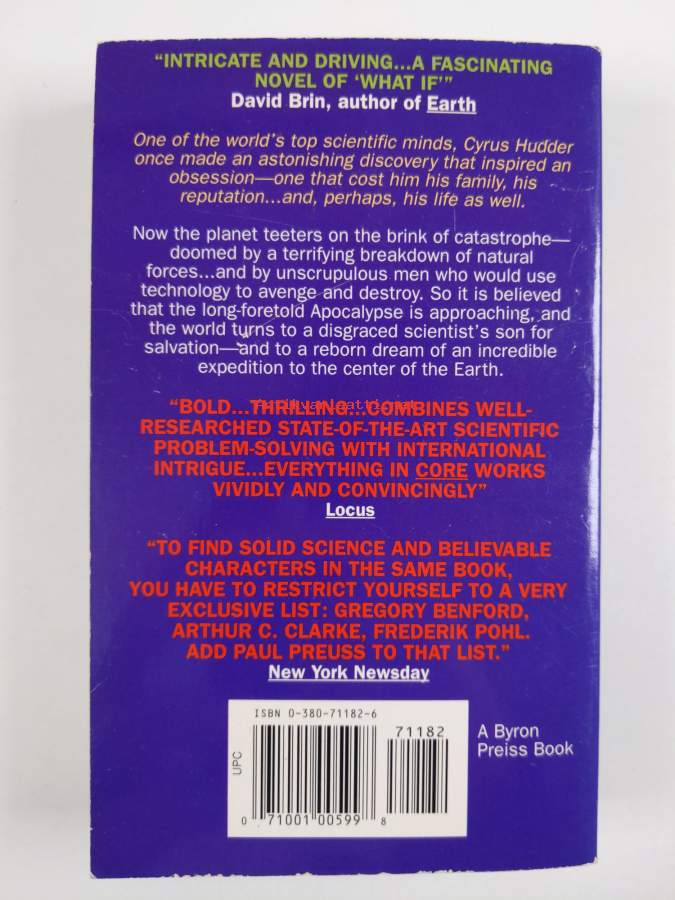 “INTRICATE AND DRIVING...A FASCINATING
NOVEL OF ‘WHAT IF’”
David Brin, author of Earth
One of the world’s top scientific minds, Cyrus Hudder
once made an astonishing discovery that inspired an
obsession—one that cost him his family, his
reputation...and, perhaps, his life as well.
Now the planet teeters on the brink of catastrophe—
doomed by a terrifying breakdown of natural
forces...and by unscrupulous men who would use
technology to avenge and destroy. So it is believed
that the long-foretold Apocalypse is approaching, and
the world turns to a disgraced scientist’s son for
salvation—and to a reborn dream of an incredible
expedition to the center of the Earth.
“BOLD...THRILLING...COMBINES WELL-
RESEARCHED STATE-OF-THE-ART SCIENTIFIC
PROBLEM-SOLVING WITH INTERNATIONAL
INTRIGUE...EVERYTHING IN CORE WORKS
VIVIDLY AND CONVINCINGLY”
Locus
“TO FIND SOLID SCIENCE AND BELIEVABLE
CHARACTERS IN THE SAME BOOK,
YOU HAVE TO RESTRICT YOURSELF TO A VERY
EXCLUSIVE LIST: GREGORY BENFORD,
ARTHUR C. CLARKE, FREDERIK POHL.
ADD PAUL PREUSS TO THAT LIST.”
New York Newsday
ISBN 0-380-71182-6
71182
UPC
0 71001 00599 8
A Byron
Preiss Book